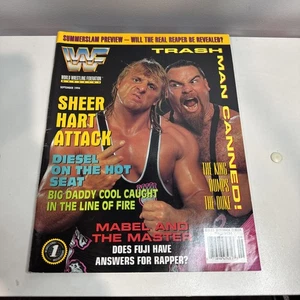 SUMMERSLAM PREVIEW – WILL THE REAL REAPER BE REVEALED?
WF
WORLD WRESTLING FEDERATION
MAGAZINE
SEPTEMBER 1994
TRASH MAN CANNED!
SHEER
HART
ATTACK
DIESEL
ON THE HOT
SEAT
BIG DADDY COOL CAUGHT
IN THE LINE OF FIRE
THE KING
DUMPS
THE DUKE
MABEL AND
THE MASTER
DOES FUJI HAVE
ANSWERS FOR RAPPER?
1